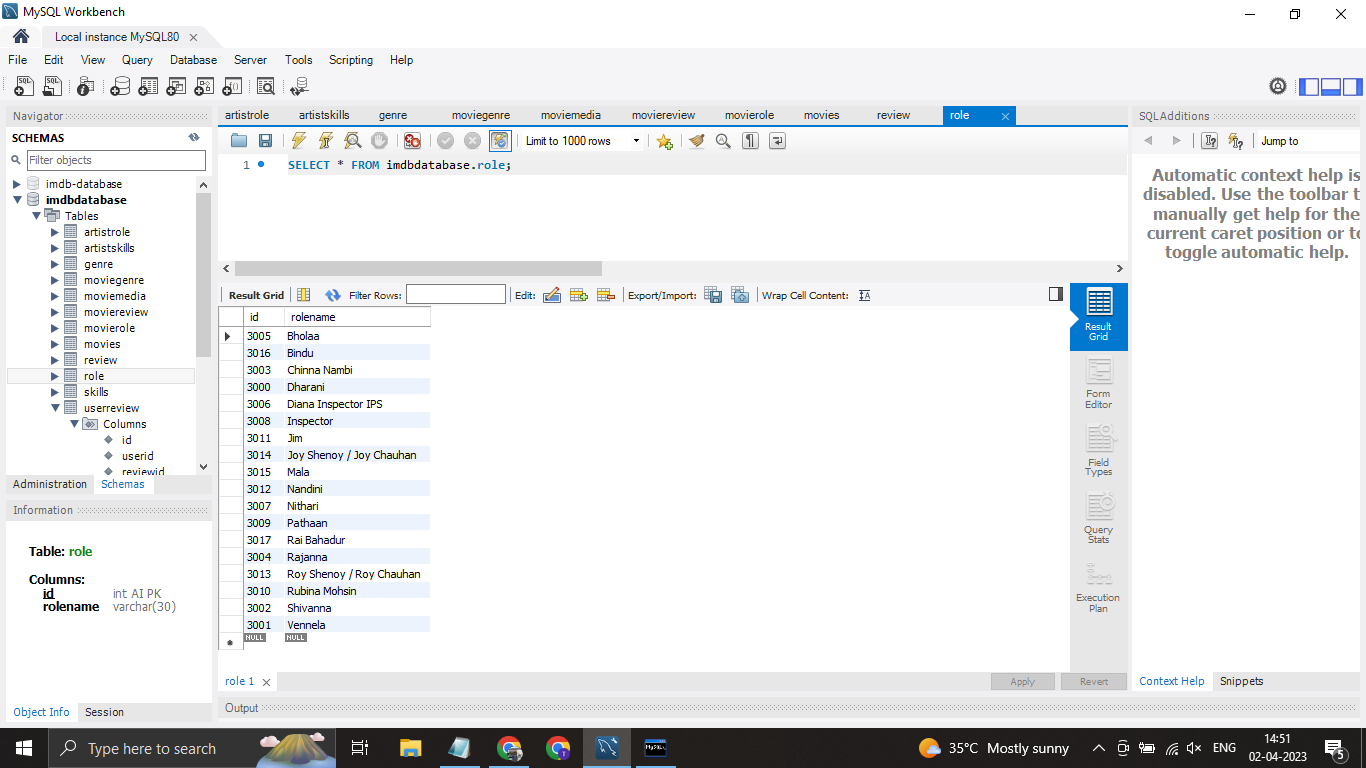 MySQL Workbench
Local instance MySQL80
File Edit View Query Database Server Tools Scripting Help
Navigator
SCHEMAS
Filter objects
imdb-database
imdbdatabase
Tables
artistrole
artistskills
genre
moviegenre
moviemedia
moviereview
movierole
movies
review
role
skills
userreview
Columns
id
userid
reviewid
Administration Schemas
Information
Table: role
Columns:
id int AI PK
rolename varchar(30)
Object Info Session
artistrole artistskills genre moviegenre moviemedia moviereview movierole movies review role
Limit to 1000 rows
1 SELECT * FROM imdbdatabase.role;
Result Grid Filter Rows: Edit: Export/Import: Wrap Cell Content:
id rolename
3005 Bholaa
3016 Bindu
3003 Chinna Nambi
3000 Dharani
3006 Diana Inspector IPS
3008 Inspector
3011 Jim
3014 Joy Shenoy / Joy Chauhan
3015 Mala
3012 Nandini
3007 Nithari
3009 Pathaan
3017 Rai Bahadur
3004 Rajanna
3013 Roy Shenoy / Roy Chauhan
3010 Rubina Mohsin
3002 Shivanna
3001 Vennela
NULL NULL
Result
Grid
Form
Editor
Field
Types
Query
Stats
Execution
Plan
role 1
Apply Revert
Output
SQLAdditions
Jump to
Automatic context help is
disabled. Use the toolbar t
manually get help for the
current caret position or to
toggle automatic help.
Context Help Snippets
Type here to search
35°C Mostly sunny
ENG
14:51
02-04-2023
5